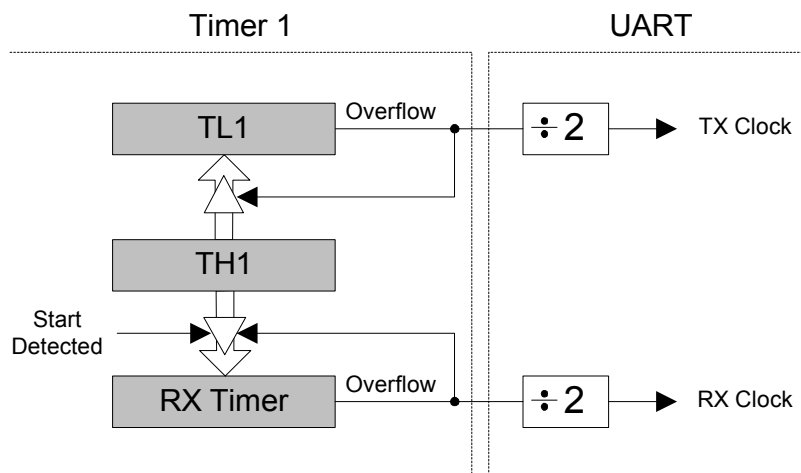 Timer 1
UART
TL1
Overflow
÷ 2
TX Clock
TH1
Start
Detected
RX Timer
Overflow
÷ 2
RX Clock